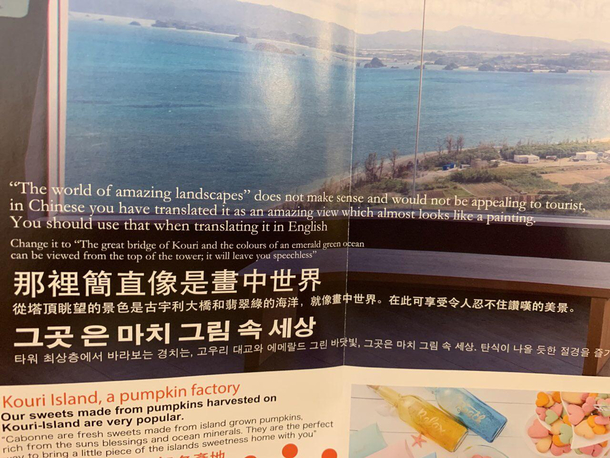 “The world of amazing landscapes” does not make sense and would not be appealing to tourist,
in Chinese you have translated it as an amazing view which almost looks like a painting.
You should use that when translating it in English
Change it to “The great bridge of Kouri and the colours of an emerald green ocean
can be viewed from the top of the tower; it will leave you speechless”
那裡簡直像是畫中世界
從塔頂眺望的景色是古宇利大橋和翡翠綠的海洋，就像畫中世界。在此可享受令人忍不住讚嘆的美景。
그곳 은 마치 그림 속 세상
타워 최상층에서 바라보는 경치는, 고우리 대교와 에메랄드 그린 바닷빛, 그곳은 마치 그림 속 세상, 탄식이 나올 듯한 절경을 즐기
Kouri Island, a pumpkin factory
Our sweets made from pumpkins harvested on
Kouri-Island are very popular.
“Cabonne are fresh sweets made from island grown pumpkins,
rich from the suns blessings and ocean minerals. They are the perfect
way to bring a little piece of the islands sweetness home with you”